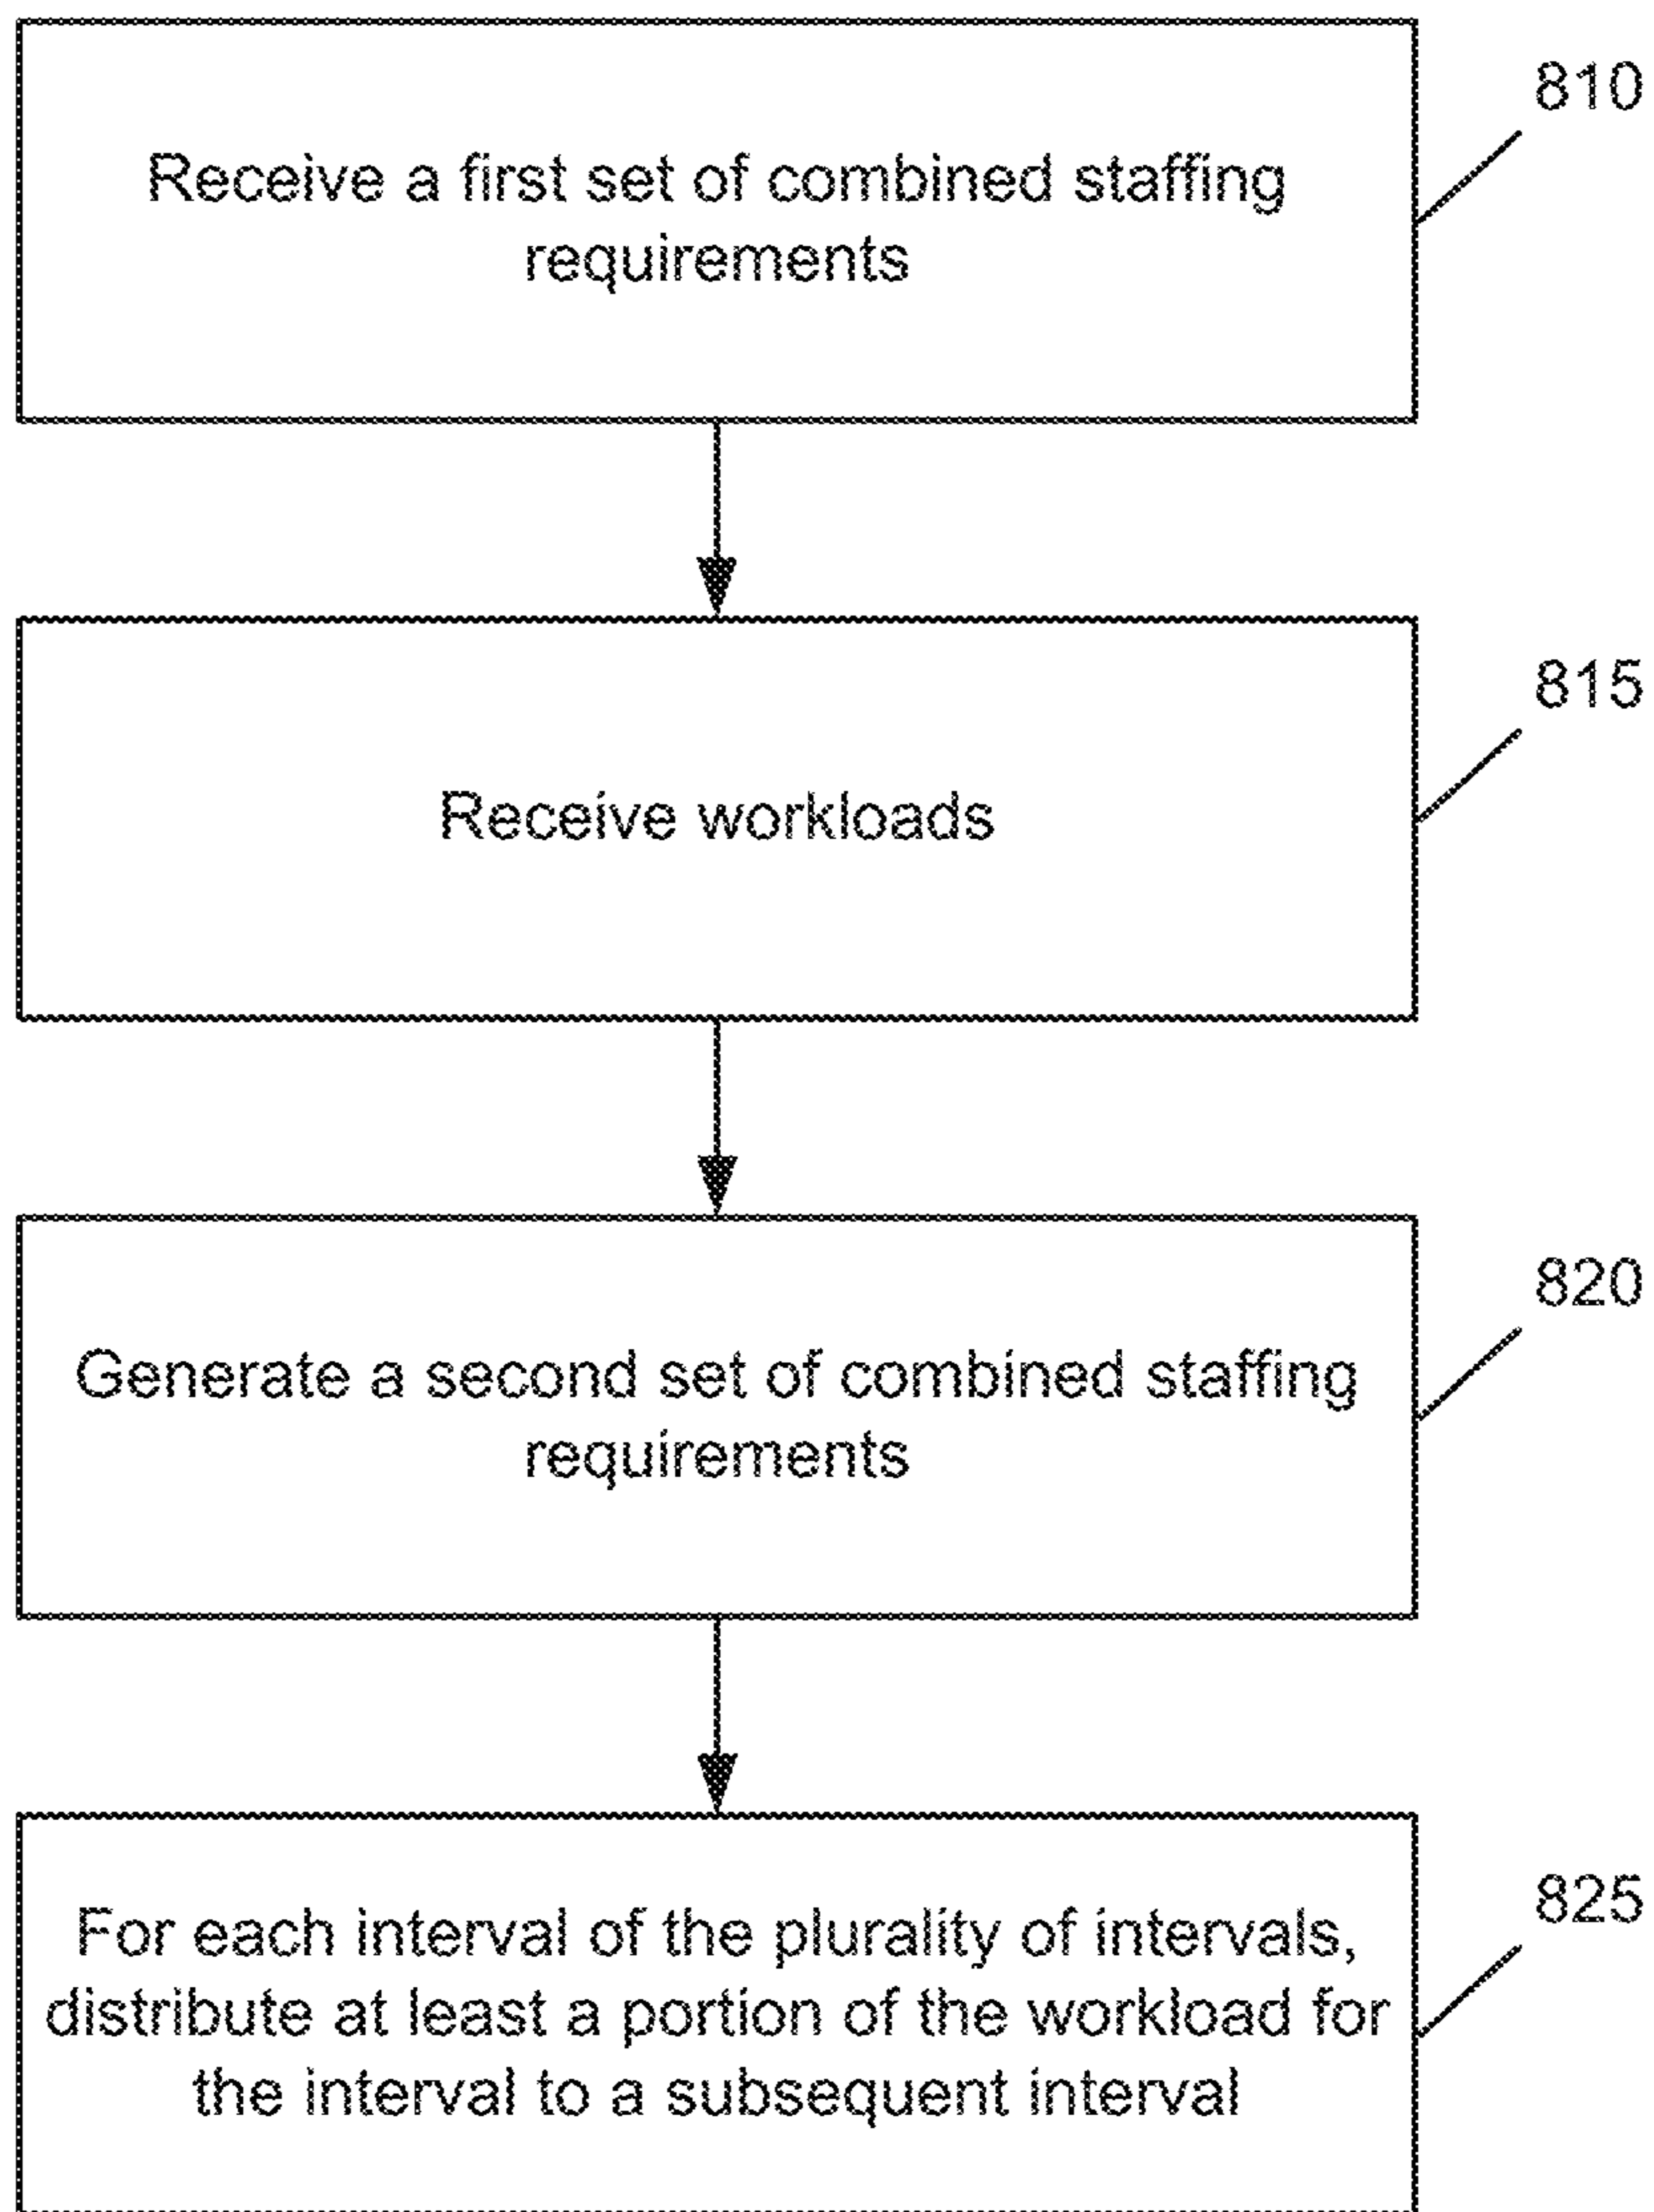 810
Receive a first set of combined staffing
requirements
815
Receive workloads
820
Generate a second set of combined staffing
requirements
825
For each interval of the plurality of intervals,
distribute at least a portion of the workload for
the interval to a subsequent interval